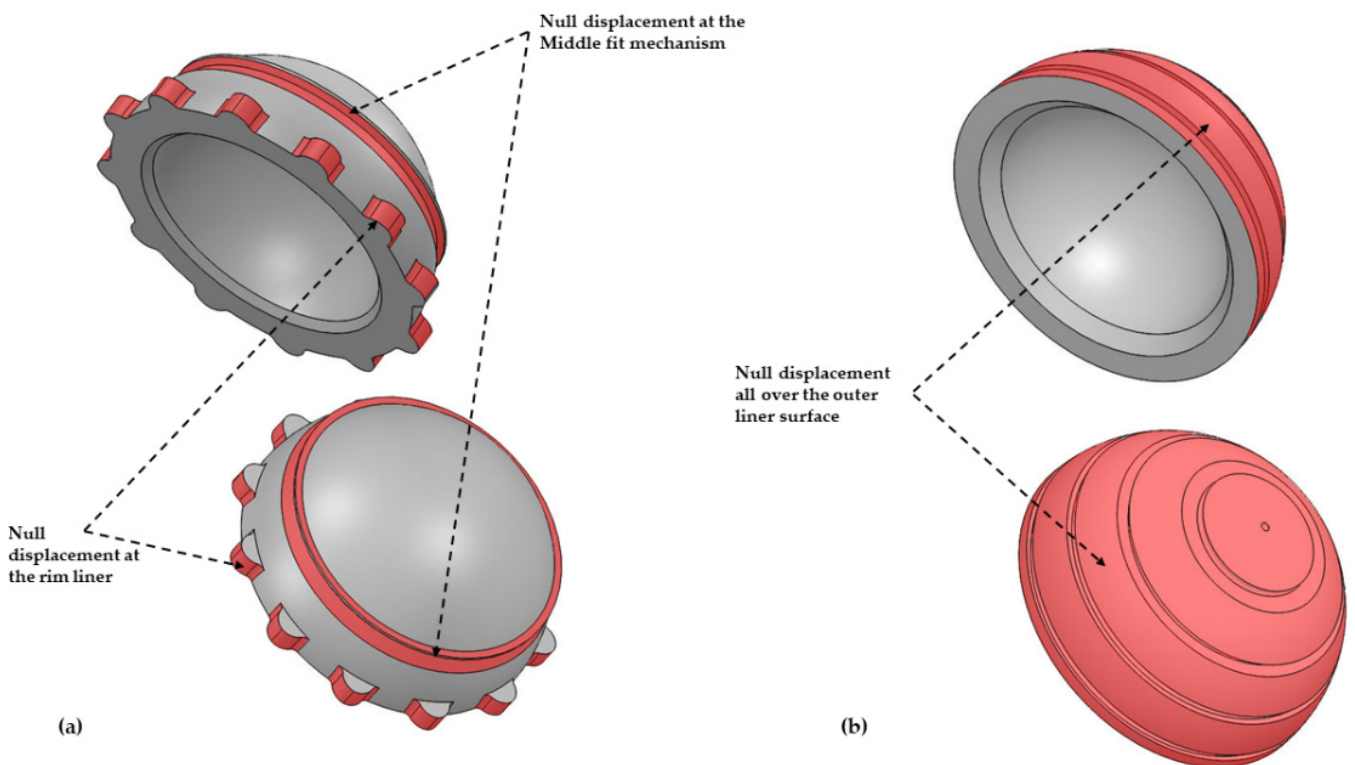 Null displacement at the
Middle fit mechanism
Null displacement
all over the outer
liner surface
Null
displacement at
the rim liner
(a)
(b)